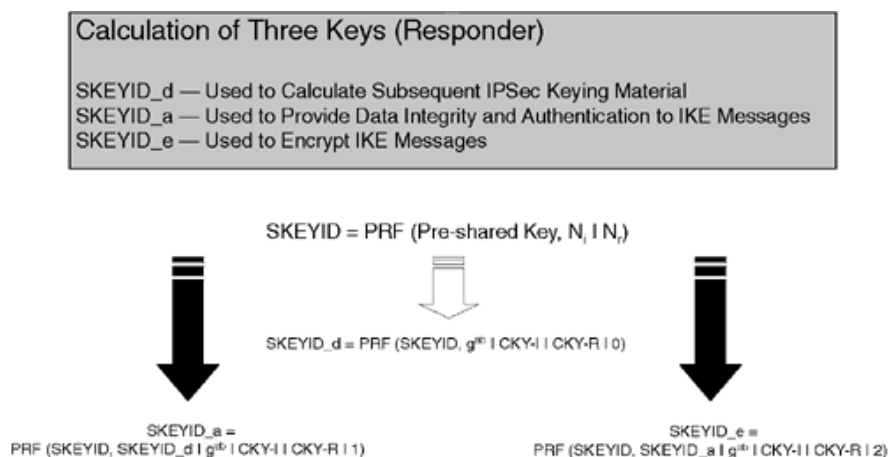 Calculation of Three Keys (Responder)
SKEYID_d — Used to Calculate Subsequent IPSec Keying Material
SKEYID_a — Used to Provide Data Integrity and Authentication to IKE Messages
SKEYID_e — Used to Encrypt IKE Messages
SKEYID = PRF (Pre-shared Key, Nᵢ | Nᵣ)
SKEYID_d = PRF (SKEYID, gᵃᵇ | CKY-I | CKY-R | 0)
SKEYID_a =
PRF (SKEYID, SKEYID_d | gᵃᵇ | CKY-I | CKY-R | 1)
SKEYID_e =
PRF (SKEYID, SKEYID_a | gᵃᵇ | CKY-I | CKY-R | 2)